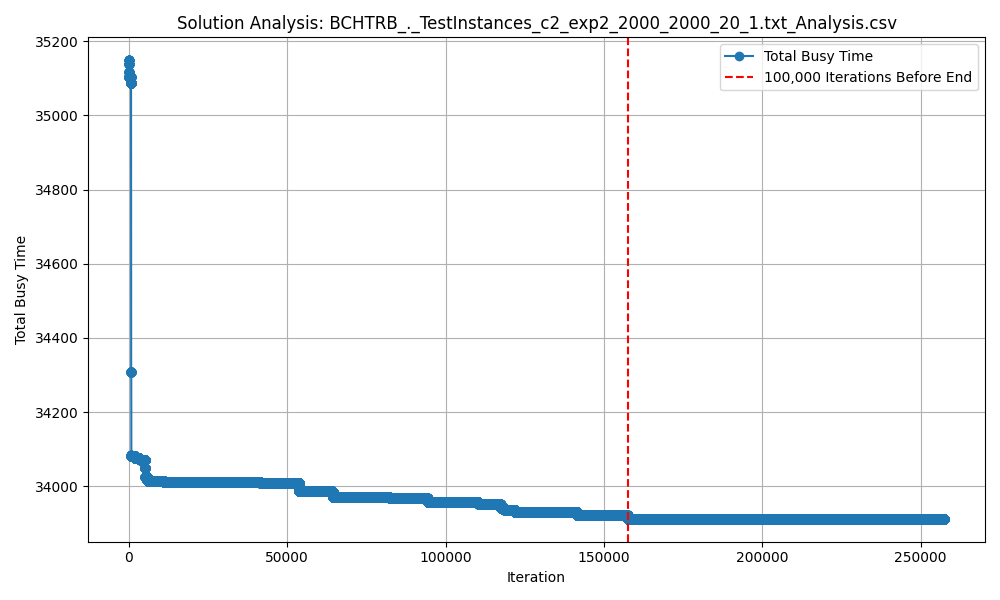 Solution Analysis: BCHTRB_._TestInstances_c2_exp2_2000_2000_20_1.txt_Analysis.csv
Total Busy Time
100,000 Iterations Before End
35200
35000
34800
34600
34400
34200
34000
Total Busy Time
0
50000
100000
150000
200000
250000
Iteration